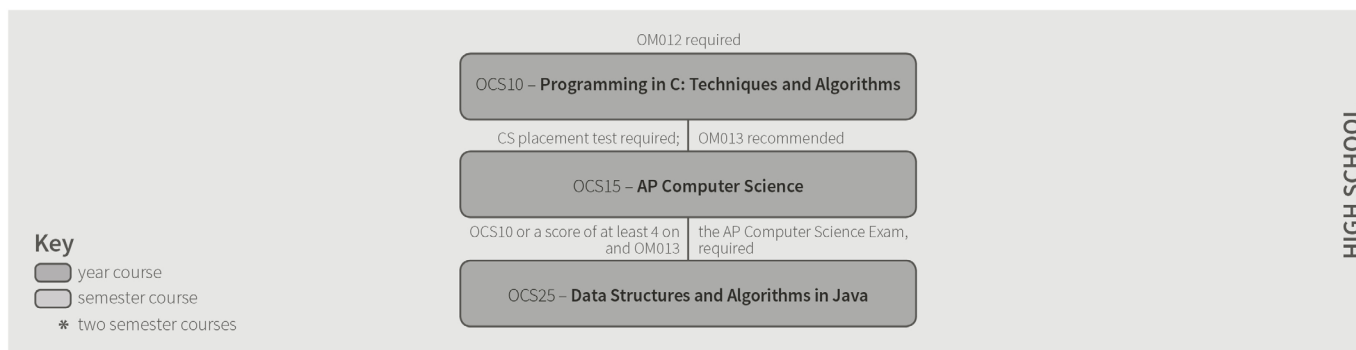 OM012 required
OCS10 – Programming in C: Techniques and Algorithms
CS placement test required; OM013 recommended
OCS15 – AP Computer Science
OCS10 or a score of at least 4 on the AP Computer Science Exam,
and OM013 required
OCS25 – Data Structures and Algorithms in Java
Key
year course
semester course
* two semester courses
HIGH SCHOOL